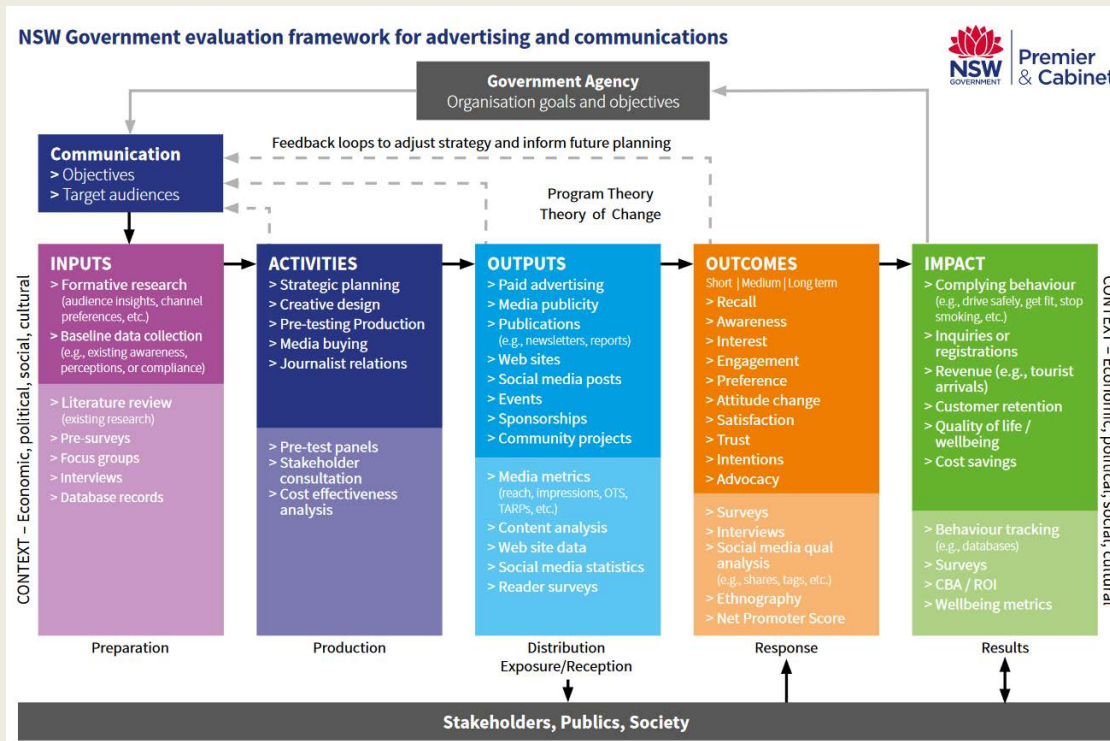 NSW Government evaluation framework for advertising and communications
NSW
GOVERNMENT
Premier
& Cabinet
Government Agency
Organisation goals and objectives
Communication
> Objectives
> Target audiences
Feedback loops to adjust strategy and inform future planning
Program Theory
Theory of Change
CONTEXT – Economic, political, social, cultural
INPUTS
> Formative research
(audience insights, channel
preferences, etc.)
> Baseline data collection
(e.g., existing awareness,
perceptions, or compliance)
> Literature review
(existing research)
> Pre-surveys
> Focus groups
> Interviews
> Database records
Preparation
ACTIVITIES
> Strategic planning
> Creative design
> Pre-testing Production
> Media buying
> Journalist relations
> Pre-test panels
> Stakeholder
consultation
> Cost effectiveness
analysis
Production
OUTPUTS
> Paid advertising
> Media publicity
> Publications
(e.g., newsletters, reports)
> Web sites
> Social media posts
> Events
> Sponsorships
> Community projects
> Media metrics
(reach, impressions, OTS,
TARPs, etc.)
> Content analysis
> Web site data
> Social media statistics
> Reader surveys
Distribution
Exposure/Reception
OUTCOMES
Short | Medium | Long term
> Recall
> Awareness
> Interest
> Engagement
> Preference
> Attitude change
> Satisfaction
> Trust
> Intentions
> Advocacy
> Surveys
> Interviews
> Social media qual
analysis
(e.g., shares, tags, etc.)
> Ethnography
> Net Promoter Score
Response
IMPACT
> Complying behaviour
(e.g., drive safely, get fit, stop
smoking, etc.)
> Inquiries or
registrations
> Revenue (e.g., tourist
arrivals)
> Customer retention
> Quality of life /
wellbeing
> Cost savings
> Behaviour tracking
(e.g., databases)
> Surveys
> CBA / ROI
> Wellbeing metrics
Results
CONTEXT – Economic, political, social, cultural
Stakeholders, Publics, Society